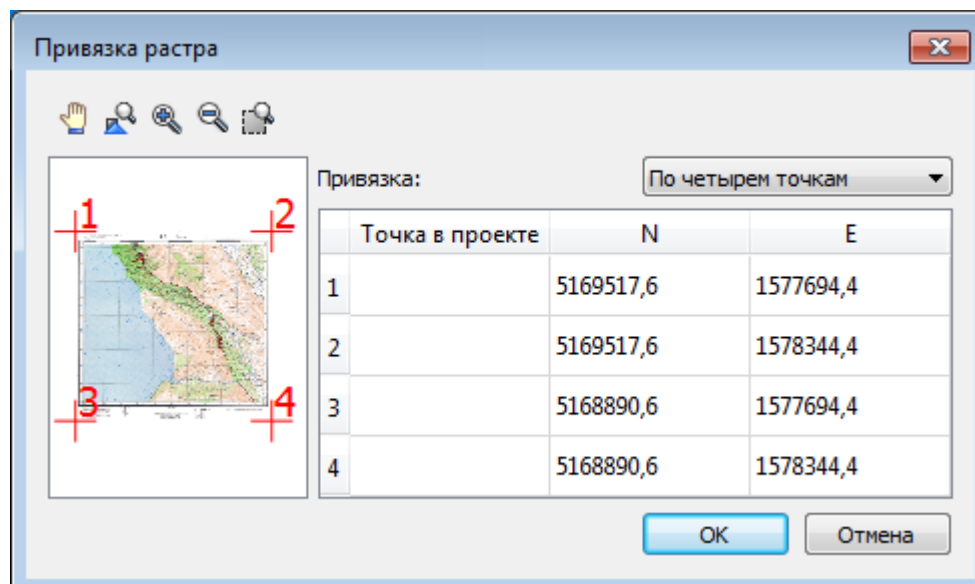 Привязка растра
Привязка: По четырем точкам
1 2
3 4
Точка в проекте N E
1 5169517,6 1577694,4
2 5169517,6 1578344,4
3 5168890,6 1577694,4
4 5168890,6 1578344,4
OK Отмена